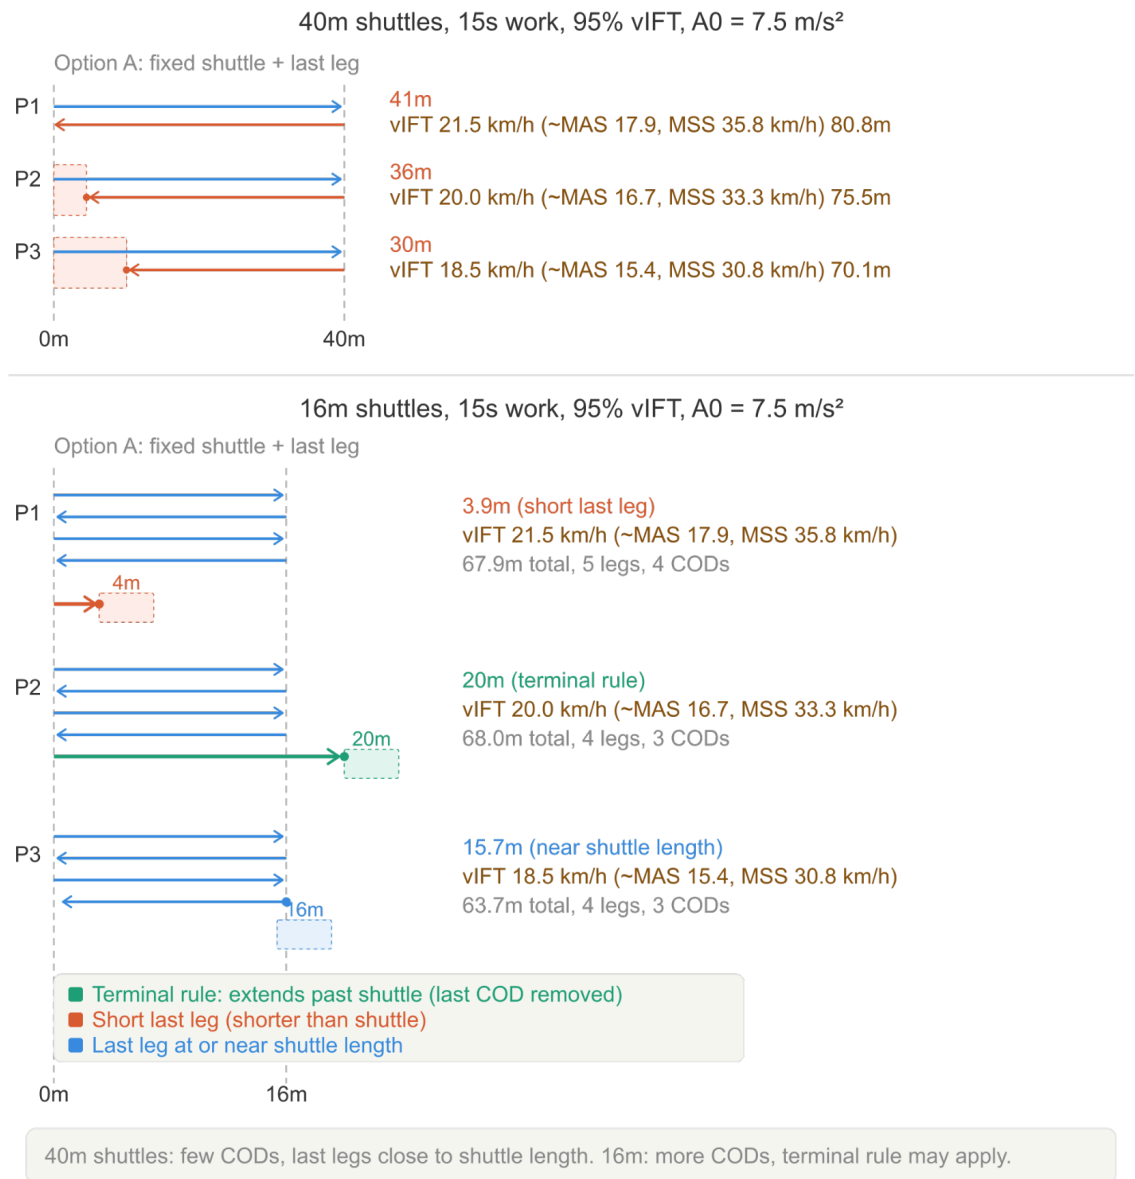 40m shuttles, 15s work, 95% vIFT, A0 = 7.5 m/s²
Option A: fixed shuttle + last leg
P1
41m
vIFT 21.5 km/h (~MAS 17.9, MSS 35.8 km/h) 80.8m
P2
36m
vIFT 20.0 km/h (~MAS 16.7, MSS 33.3 km/h) 75.5m
P3
30m
vIFT 18.5 km/h (~MAS 15.4, MSS 30.8 km/h) 70.1m
0m
40m
16m shuttles, 15s work, 95% vIFT, A0 = 7.5 m/s²
Option A: fixed shuttle + last leg
P1
3.9m (short last leg)
vIFT 21.5 km/h (~MAS 17.9, MSS 35.8 km/h)
67.9m total, 5 legs, 4 CODs
4m
P2
20m (terminal rule)
vIFT 20.0 km/h (~MAS 16.7, MSS 33.3 km/h)
68.0m total, 4 legs, 3 CODs
20m
P3
15.7m (near shuttle length)
vIFT 18.5 km/h (~MAS 15.4, MSS 30.8 km/h)
63.7m total, 4 legs, 3 CODs
16m
Terminal rule: extends past shuttle (last COD removed)
Short last leg (shorter than shuttle)
Last leg at or near shuttle length
0m
16m
40m shuttles: few CODs, last legs close to shuttle length. 16m: more CODs, terminal rule may apply.